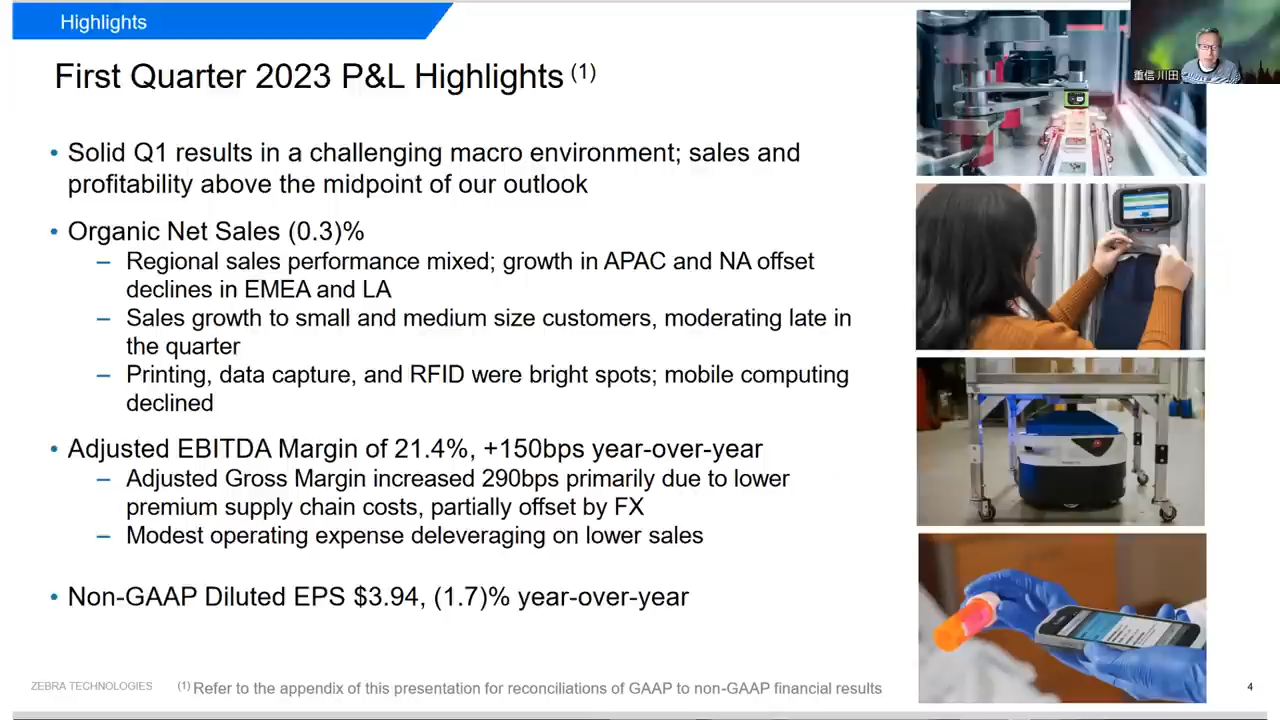 Highlights
First Quarter 2023 P&L Highlights (1)
重信 川田
• Solid Q1 results in a challenging macro environment; sales and
profitability above the midpoint of our outlook
• Organic Net Sales (0.3)%
– Regional sales performance mixed; growth in APAC and NA offset
declines in EMEA and LA
– Sales growth to small and medium size customers, moderating late in
the quarter
– Printing, data capture, and RFID were bright spots; mobile computing
declined
• Adjusted EBITDA Margin of 21.4%, +150bps year-over-year
– Adjusted Gross Margin increased 290bps primarily due to lower
premium supply chain costs, partially offset by FX
– Modest operating expense deleveraging on lower sales
• Non-GAAP Diluted EPS $3.94, (1.7)% year-over-year
ZEBRA TECHNOLOGIES
(1) Refer to the appendix of this presentation for reconciliations of GAAP to non-GAAP financial results
4